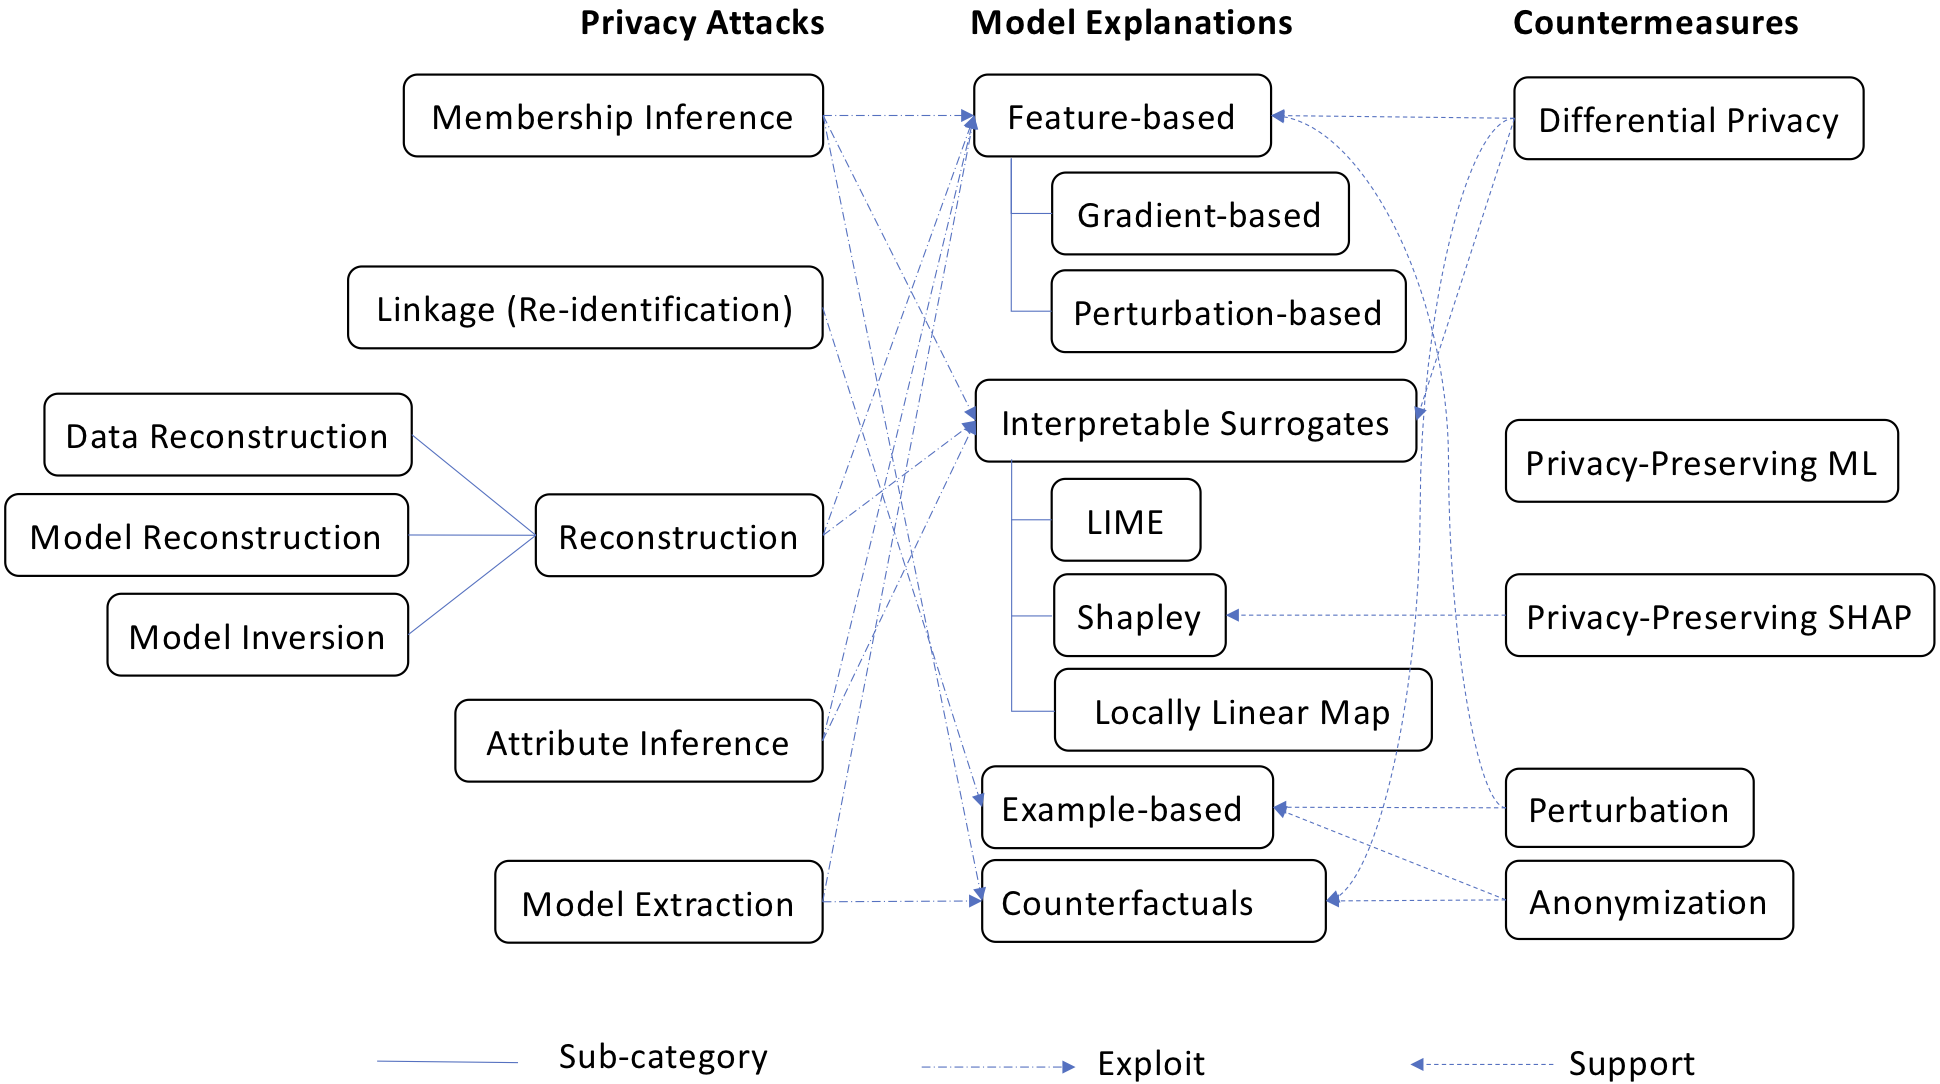 Privacy Attacks
Model Explanations
Countermeasures
Membership Inference
Linkage (Re-identification)
Data Reconstruction
Model Reconstruction
Model Inversion
Reconstruction
Attribute Inference
Model Extraction
Feature-based
Gradient-based
Perturbation-based
Interpretable Surrogates
LIME
Shapley
Locally Linear Map
Example-based
Counterfactuals
Differential Privacy
Privacy-Preserving ML
Privacy-Preserving SHAP
Perturbation
Anonymization
Sub-category
Exploit
Support